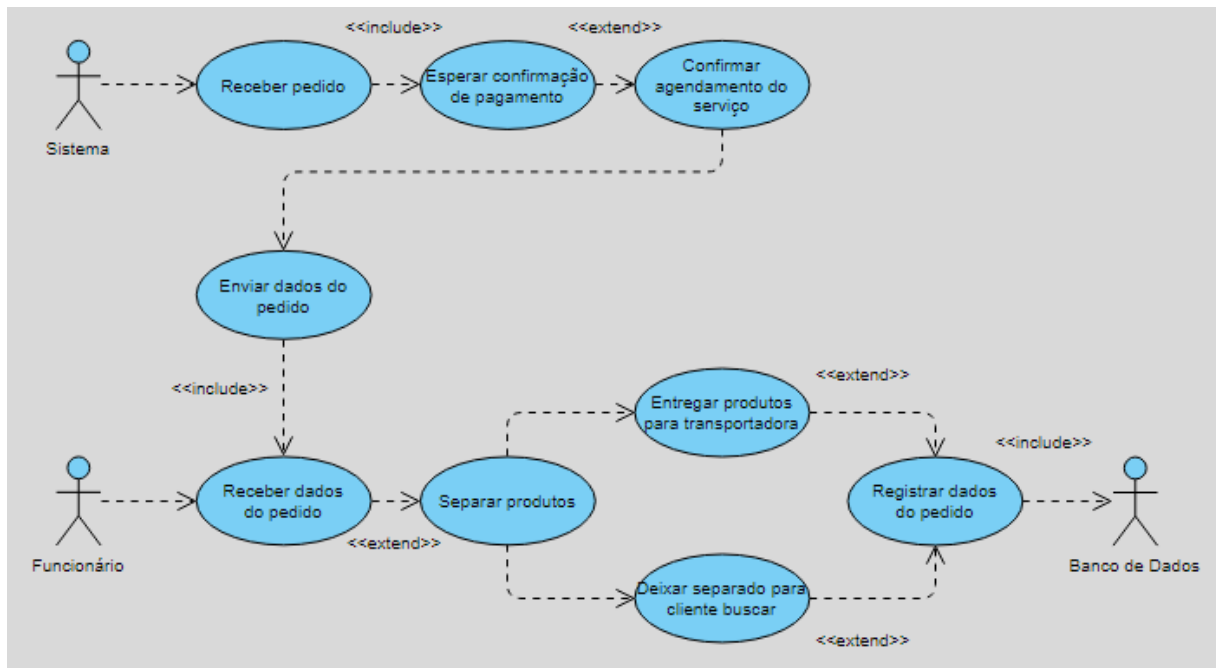 <<include>>
<<extend>>
Receber pedido
Esperar confirmação
de pagamento
Confirmar
agendamento do
serviço
Sistema
Enviar dados do
pedido
<<include>>
Entregar produtos
para transportadora
<<extend>>
<<include>>
Receber dados
do pedido
<<extend>>
Separar produtos
Registrar dados
do pedido
Funcionário
Banco de Dados
Deixar separado para
cliente buscar
<<extend>>